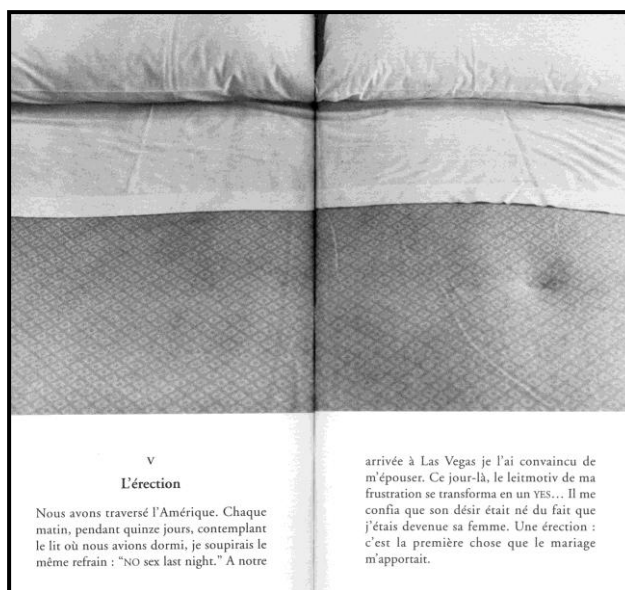 V
L'érection
Nous avons traversé l'Amérique. Chaque
matin, pendant quinze jours, contemplant
le lit où nous avions dormi, je soupirais le
même refrain : “NO sex last night.” A notre
arrivée à Las Vegas je l'ai convaincu de
m'épouser. Ce jour-là, le leitmotiv de ma
frustration se transforma en un YES... Il me
confia que son désir était né du fait que
j'étais devenue sa femme. Une érection :
c'est la première chose que le mariage
m'apportait.